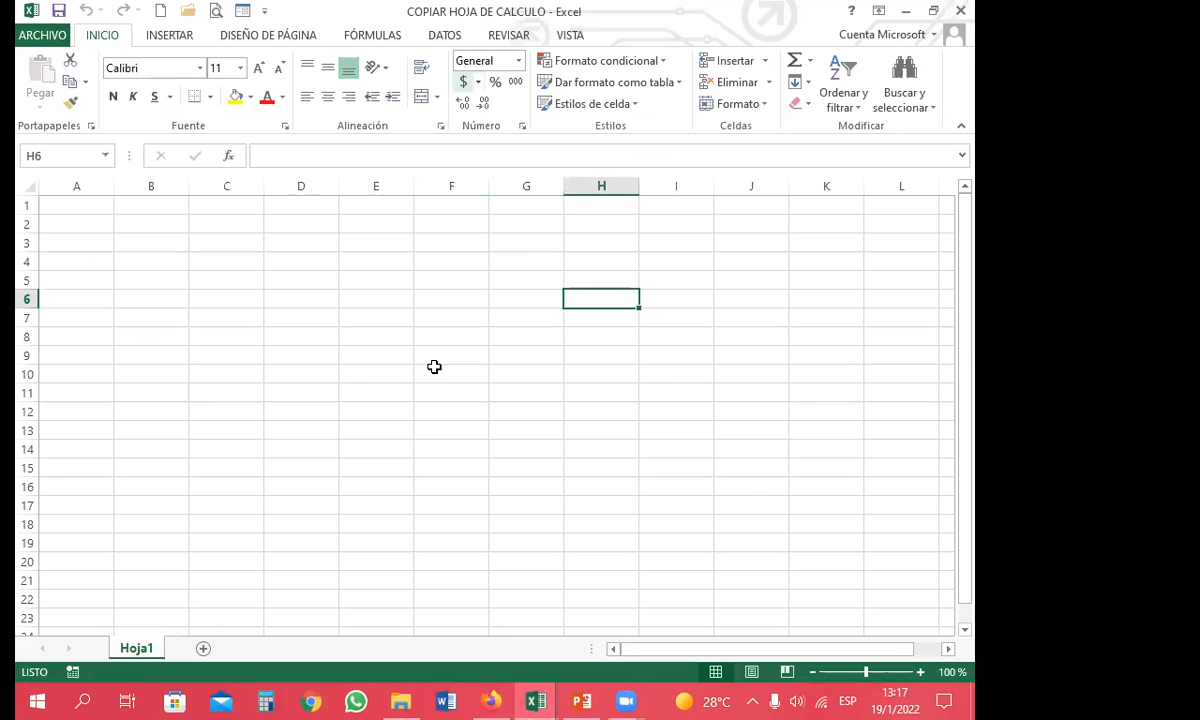 COPIAR HOJA DE CALCULO - Excel
?
ARCHIVO INICIO INSERTAR DISEÑO DE PÁGINA FÓRMULAS DATOS REVISAR VISTA Cuenta Microsoft
Pegar
Calibri 11
N K S A
General
$ % 000
Formato condicional
Dar formato como tabla
Estilos de celda
Insertar
Eliminar
Formato
Ordenar y filtrar
Buscar y seleccionar
Portapapeles Fuente Alineación Número Estilos Celdas Modificar
H6 fx
A B C D E F G H I J K L
1
2
3
4
5
6
7
8
9
10
11
12
13
14
15
16
17
18
19
20
21
22
23
24
Hoja1
LISTO 100 %
28°C ESP 13:17
19/1/2022